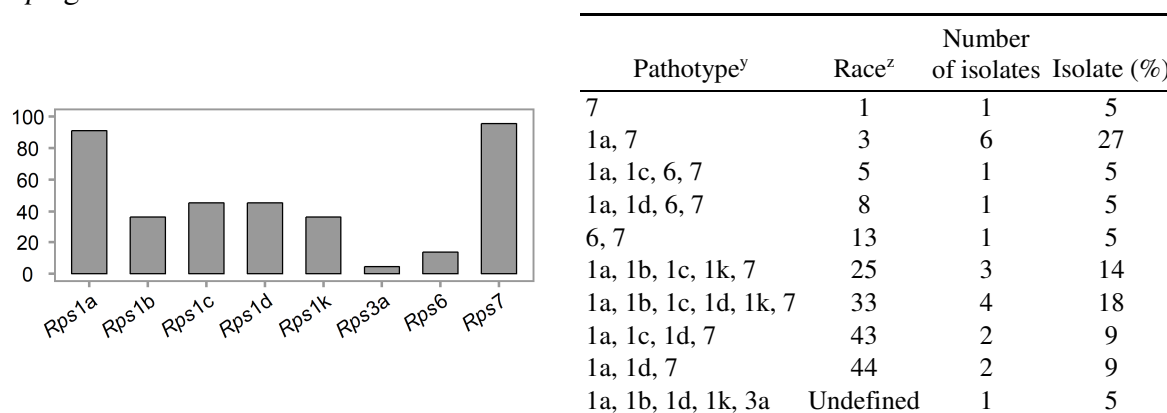 100
80
60
40
20
0
Rps1a Rps1b Rps1c Rps1d Rps1k Rps3a Rps6 Rps7
Number
Pathotypeʸ Raceᶻ of isolates Isolate (%)
7 1 1 5
1a, 7 3 6 27
1a, 1c, 6, 7 5 1 5
1a, 1d, 6, 7 8 1 5
6, 7 13 1 5
1a, 1b, 1c, 1k, 7 25 3 14
1a, 1b, 1c, 1d, 1k, 7 33 4 18
1a, 1c, 1d, 7 43 2 9
1a, 1d, 7 44 2 9
1a, 1b, 1d, 1k, 3a Undefined 1 5